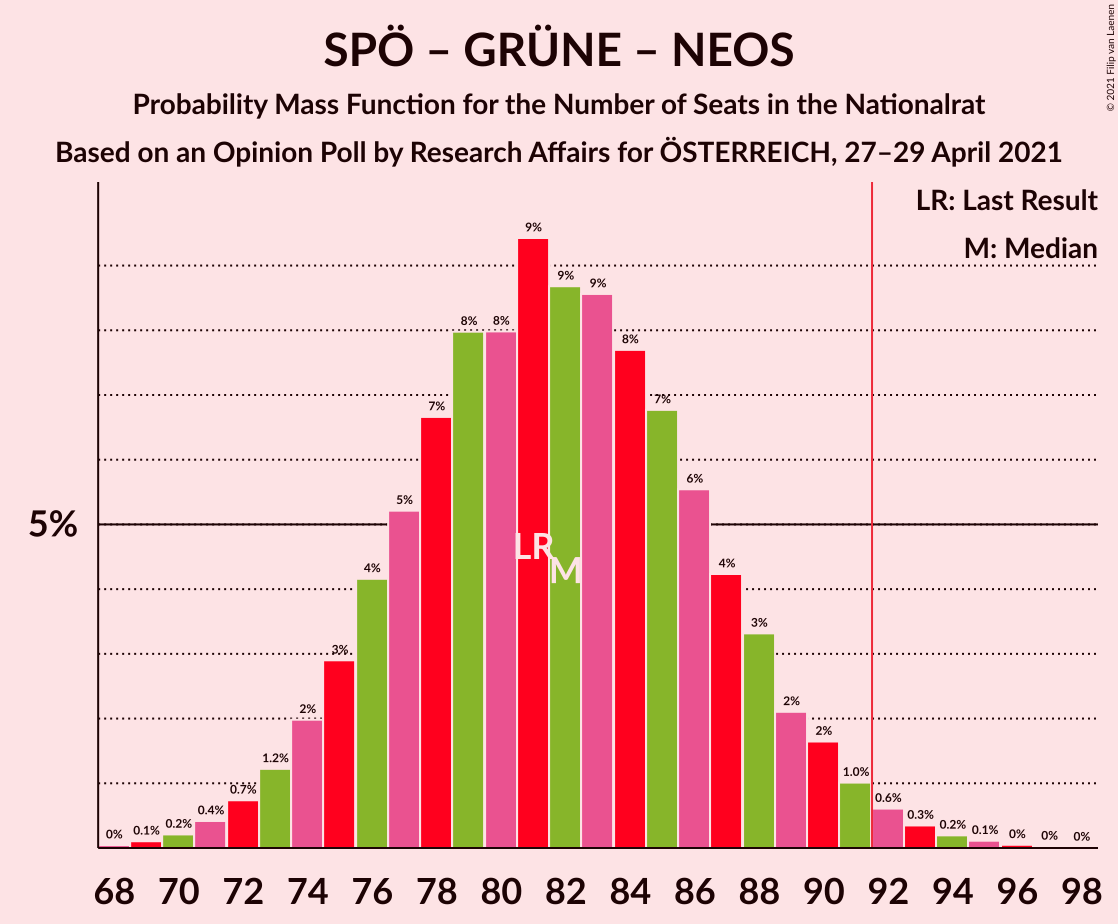 SPÖ – GRÜNE – NEOS
Probability Mass Function for the Number of Seats in the Nationalrat
Based on an Opinion Poll by Research Affairs for ÖSTERREICH, 27–29 April 2021
© 2021 Filip van Laenen
LR: Last Result
M: Median
5%
0% 0.1% 0.2% 0.4% 0.7% 1.2% 2% 3% 4% 5% 7% 8% 8% 9% 9% 9% 8% 7% 6% 4% 3% 2% 2% 1.0% 0.6% 0.3% 0.2% 0.1% 0% 0% 0%
LR
M
68 70 72 74 76 78 80 82 84 86 88 90 92 94 96 98